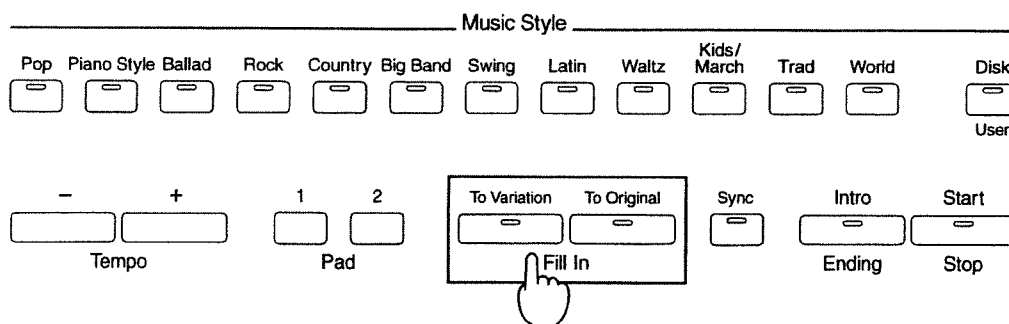 Music Style
Pop Piano Style Ballad Rock Country Big Band Swing Latin Waltz Kids/ March Trad World Disk
User
− + 1 2 To Variation To Original Sync Intro Start
Tempo Pad Fill In Ending Stop